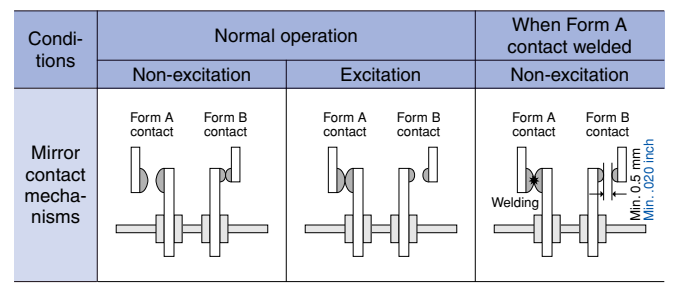 Condi-
tions
Normal operation
When Form A
contact welded
Non-excitation
Excitation
Non-excitation
Mirror
contact
mecha-
nisms
Form A
contact
Form B
contact
Form A
contact
Form B
contact
Form A
contact
Form B
contact
Welding
Min. 0.5 mm
Min. .020 inch